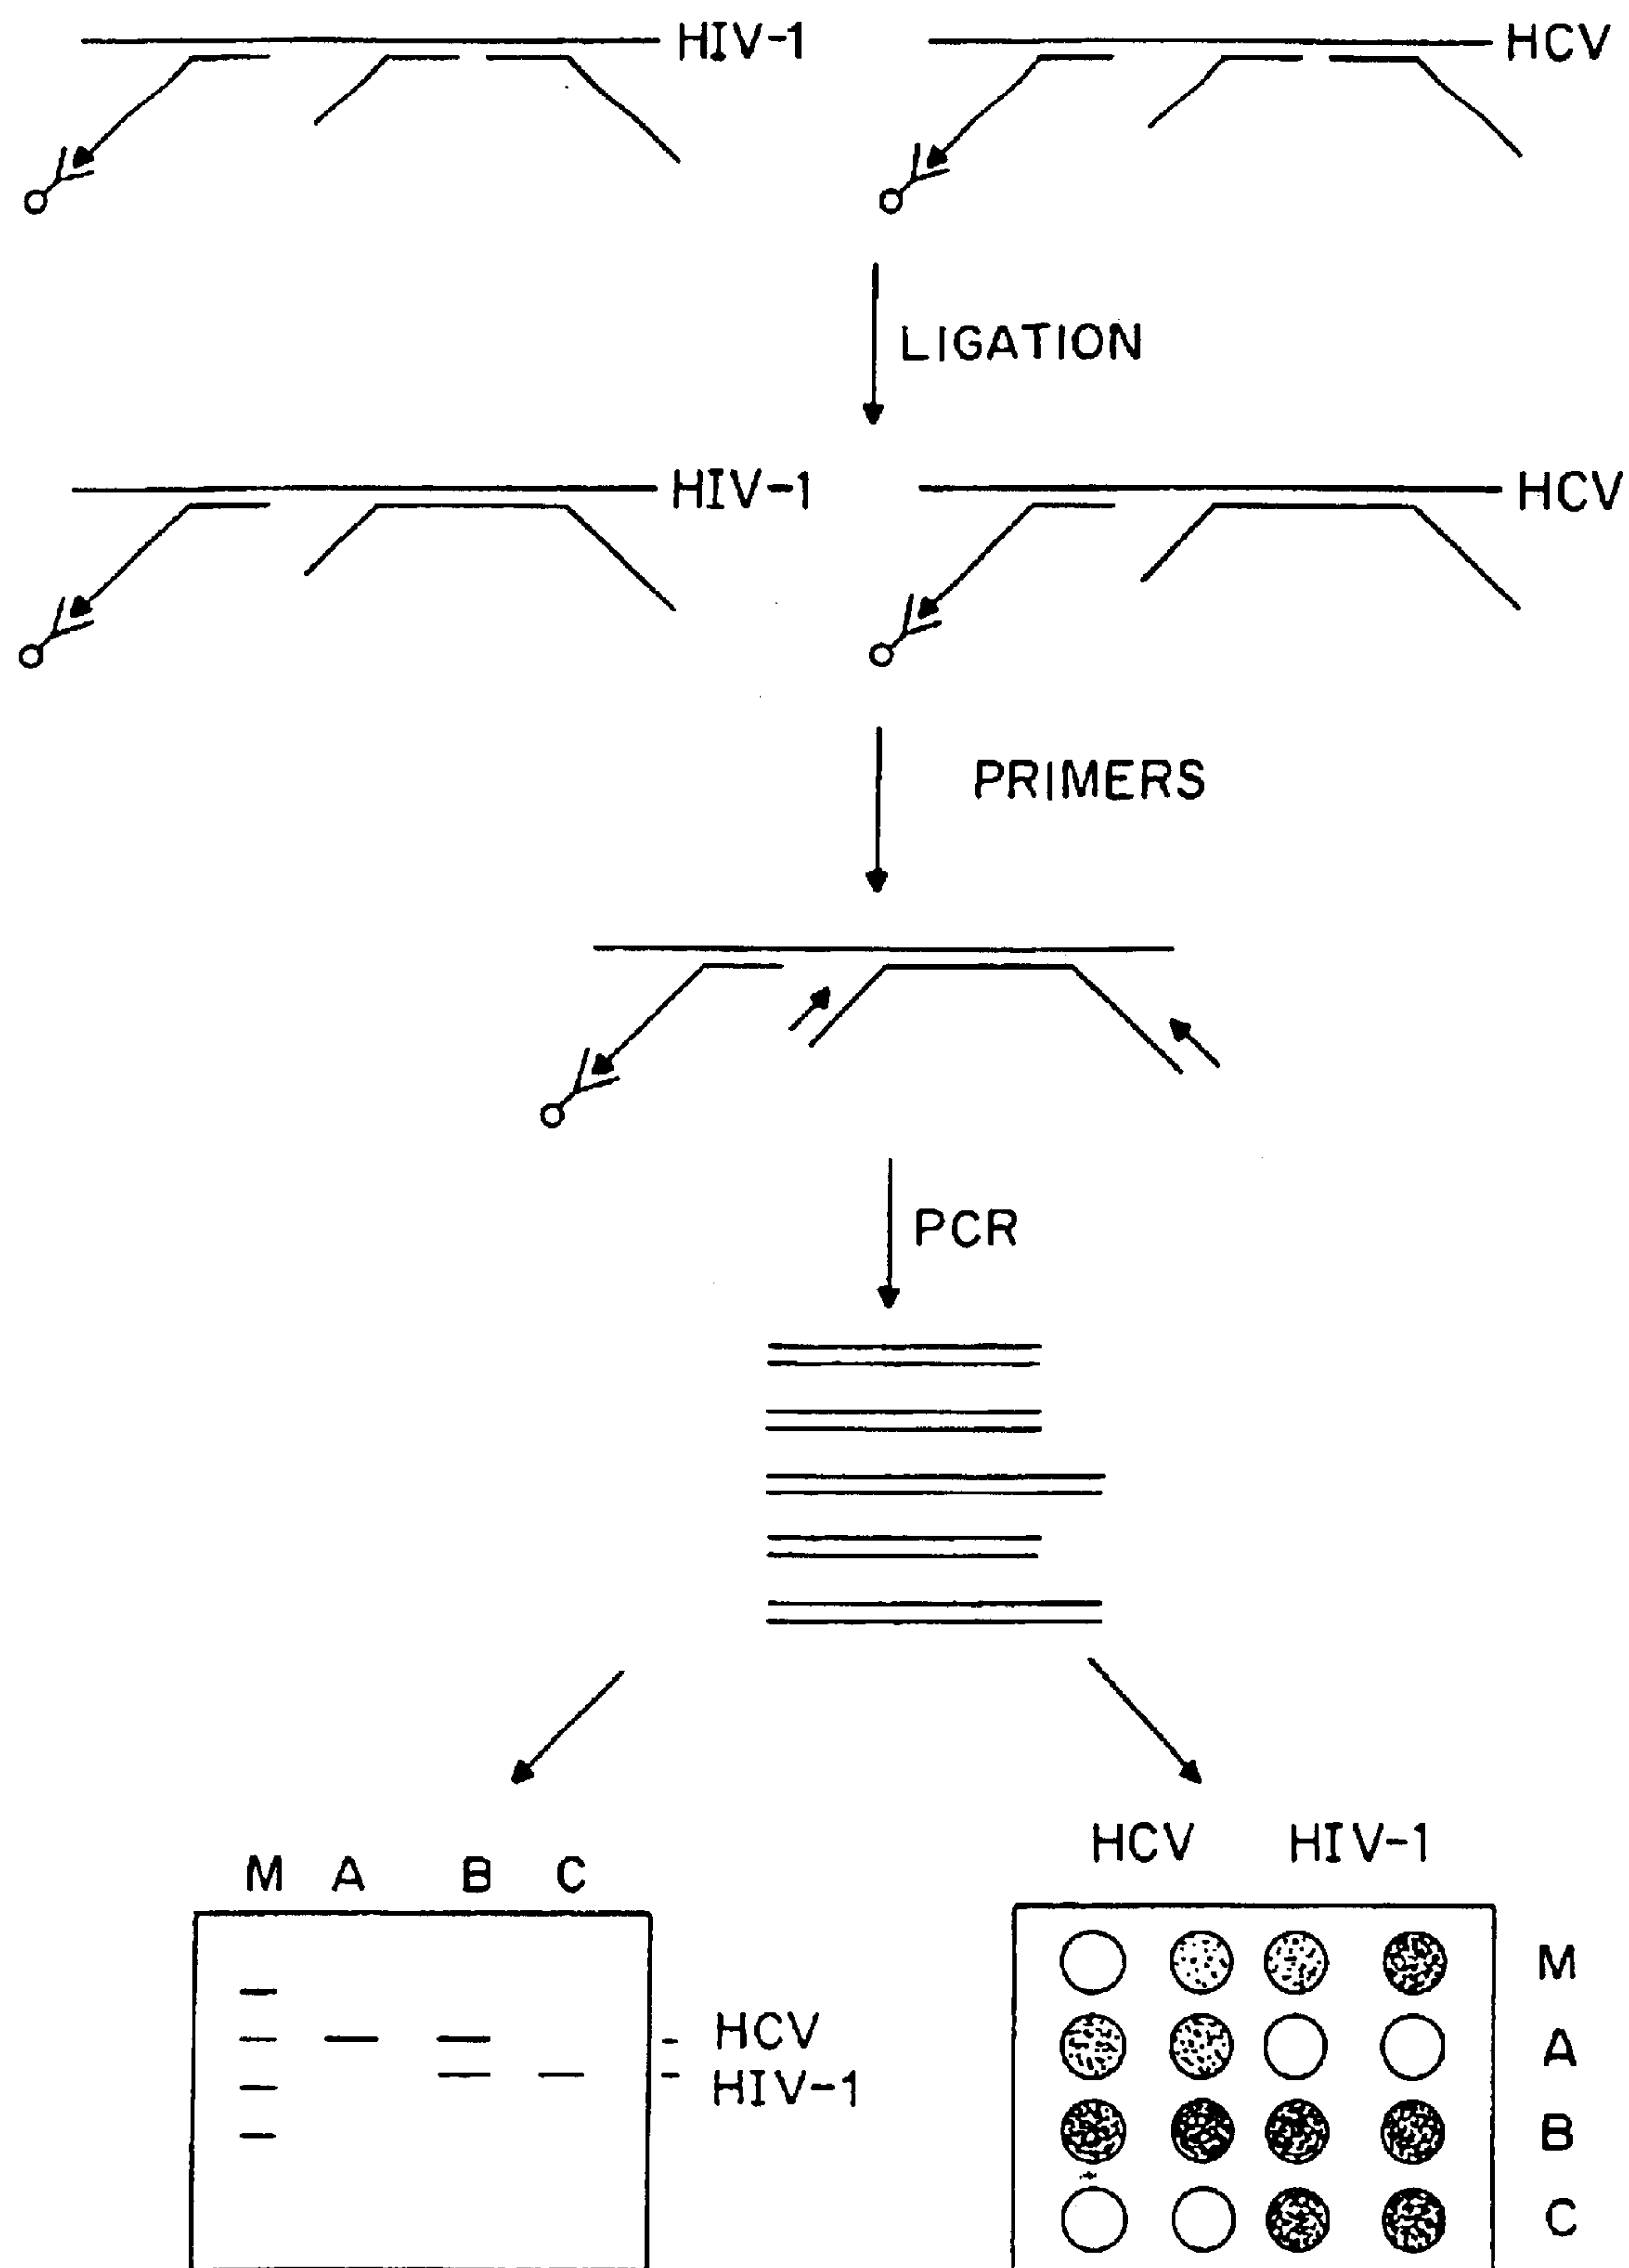 HIV-1 HCV
LIGATION
HIV-1 HCV
PRIMERS
PCR
M A B C
HCV
HIV-1
HCV HIV-1
M
A
B
C